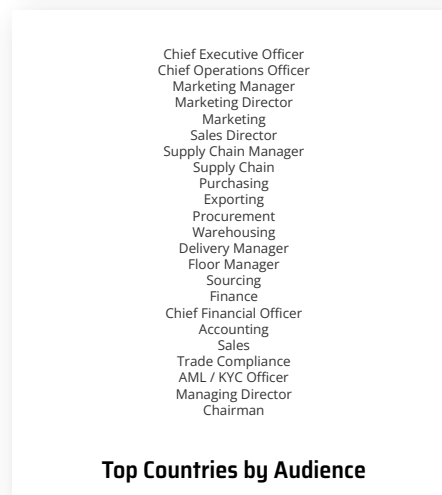 Chief Executive Officer
Chief Operations Officer
Marketing Manager
Marketing Director
Marketing
Sales Director
Supply Chain Manager
Supply Chain
Purchasing
Exporting
Procurement
Warehousing
Delivery Manager
Floor Manager
Sourcing
Finance
Chief Financial Officer
Accounting
Sales
Trade Compliance
AML / KYC Officer
Managing Director
Chairman
Top Countries by Audience